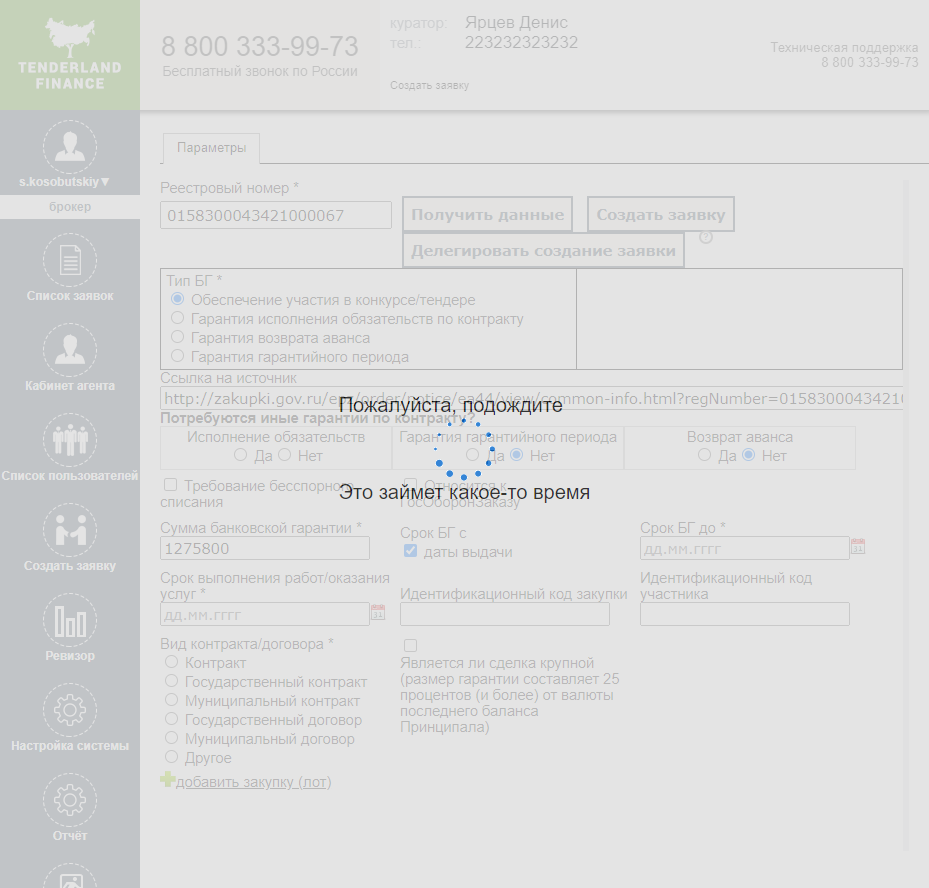 TENDERLAND
FINANCE
8 800 333-99-73
Бесплатный звонок по России
куратор: Ярцев Денис
тел.: 223232323232
Создать заявку
Техническая поддержка
8 800 333-99-73
s.kosobutskiy▼
брокер
Список заявок
Кабинет агента
Список пользователей
Создать заявку
Ревизор
Настройка системы
Отчёт
Параметры
Реестровый номер *
0158300043421000067
Получить данные
Создать заявку
Делегировать создание заявки
?
Тип БГ *
Обеспечение участия в конкурсе/тендере
Гарантия исполнения обязательств по контракту
Гарантия возврата аванса
Гарантия гарантийного периода
Ссылка на источник
http://zakupki.gov.ru/epz/order/notice/ea44/view/common-info.html?regNumber=01583000434210
Пожалуйста, подождите
Потребуются иные гарантии по контракту?
Исполнение обязательств Гарантия гарантийного периода Возврат аванса
Да Нет Да Нет Да Нет
Требование бесспорного списания
Относится к ГосОборонЗаказу
Это займет какое-то время
Сумма банковской гарантии *
1275800
Срок БГ с
даты выдачи
Срок БГ до *
дд.мм.гггг
31
Срок выполнения работ/оказания
услуг *
дд.мм.гггг
31
Идентификационный код закупки
Идентификационный код
участника
Вид контракта/договора *
Контракт
Государственный контракт
Муниципальный контракт
Государственный договор
Муниципальный договор
Другое
Является ли сделка крупной
(размер гарантии составляет 25
процентов (и более) от валюты
последнего баланса
Принципала)
добавить закупку (лот)